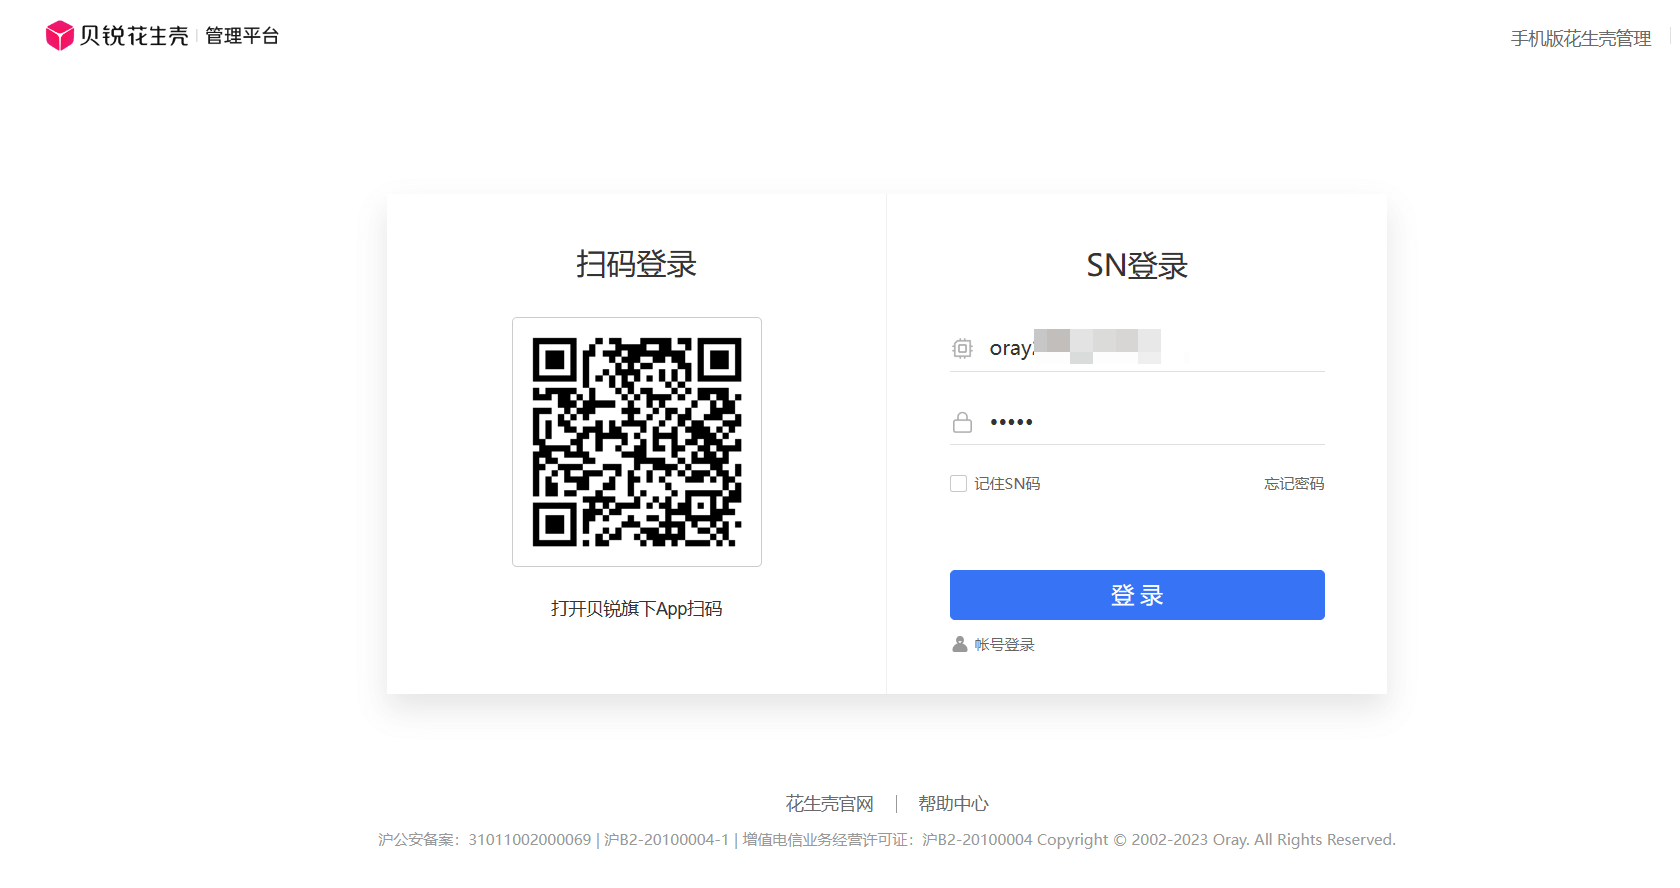 贝锐花生壳 | 管理平台
手机版花生壳管理
扫码登录
打开贝锐旗下App扫码
SN登录
oray
•••••
记住SN码
忘记密码
登录
帐号登录
花生壳官网 | 帮助中心
沪公安备案：31011002000069 | 沪B2-20100004-1 | 增值电信业务经营许可证：沪B2-20100004 Copyright © 2002-2023 Oray. All Rights Reserved.